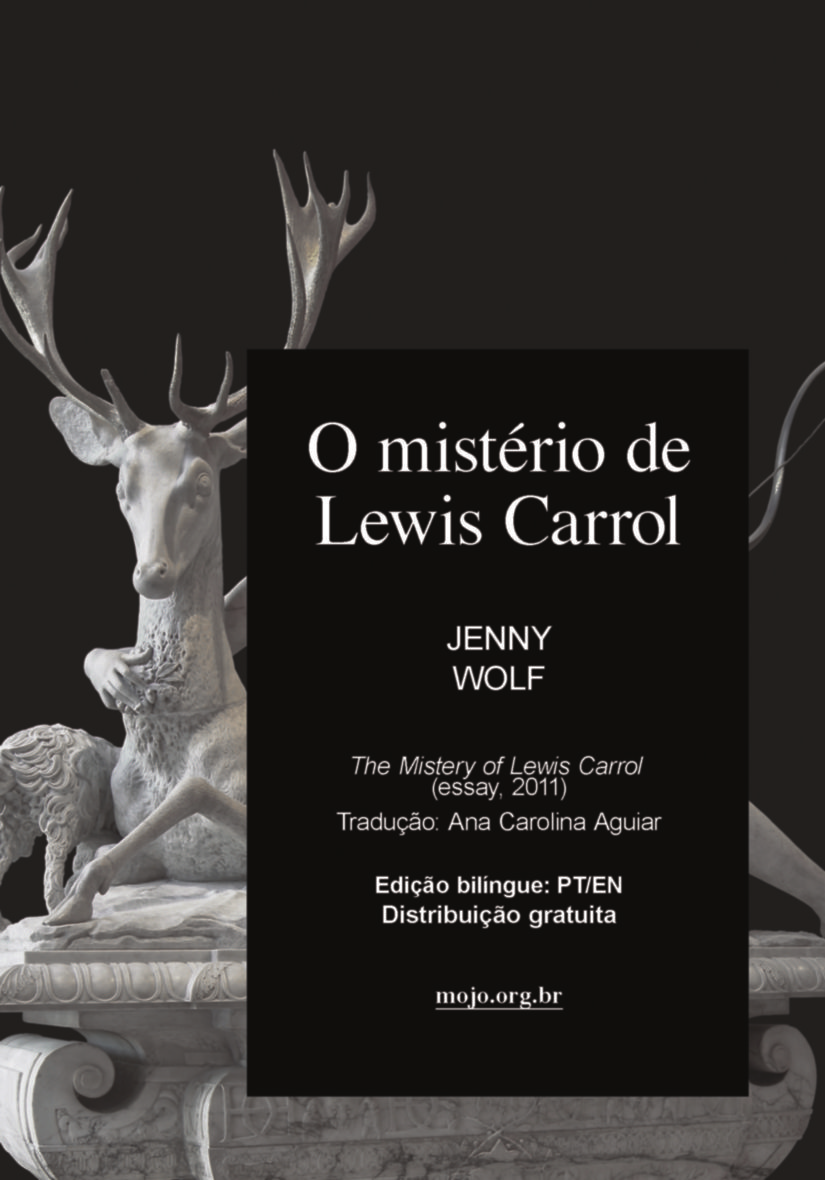 O mistério de
Lewis Carrol
JENNY
WOLF
The Mistery of Lewis Carrol
(essay, 2011)
Tradução: Ana Carolina Aguiar
Edição bilíngue: PT/EN
Distribuição gratuita
mojo.org.br